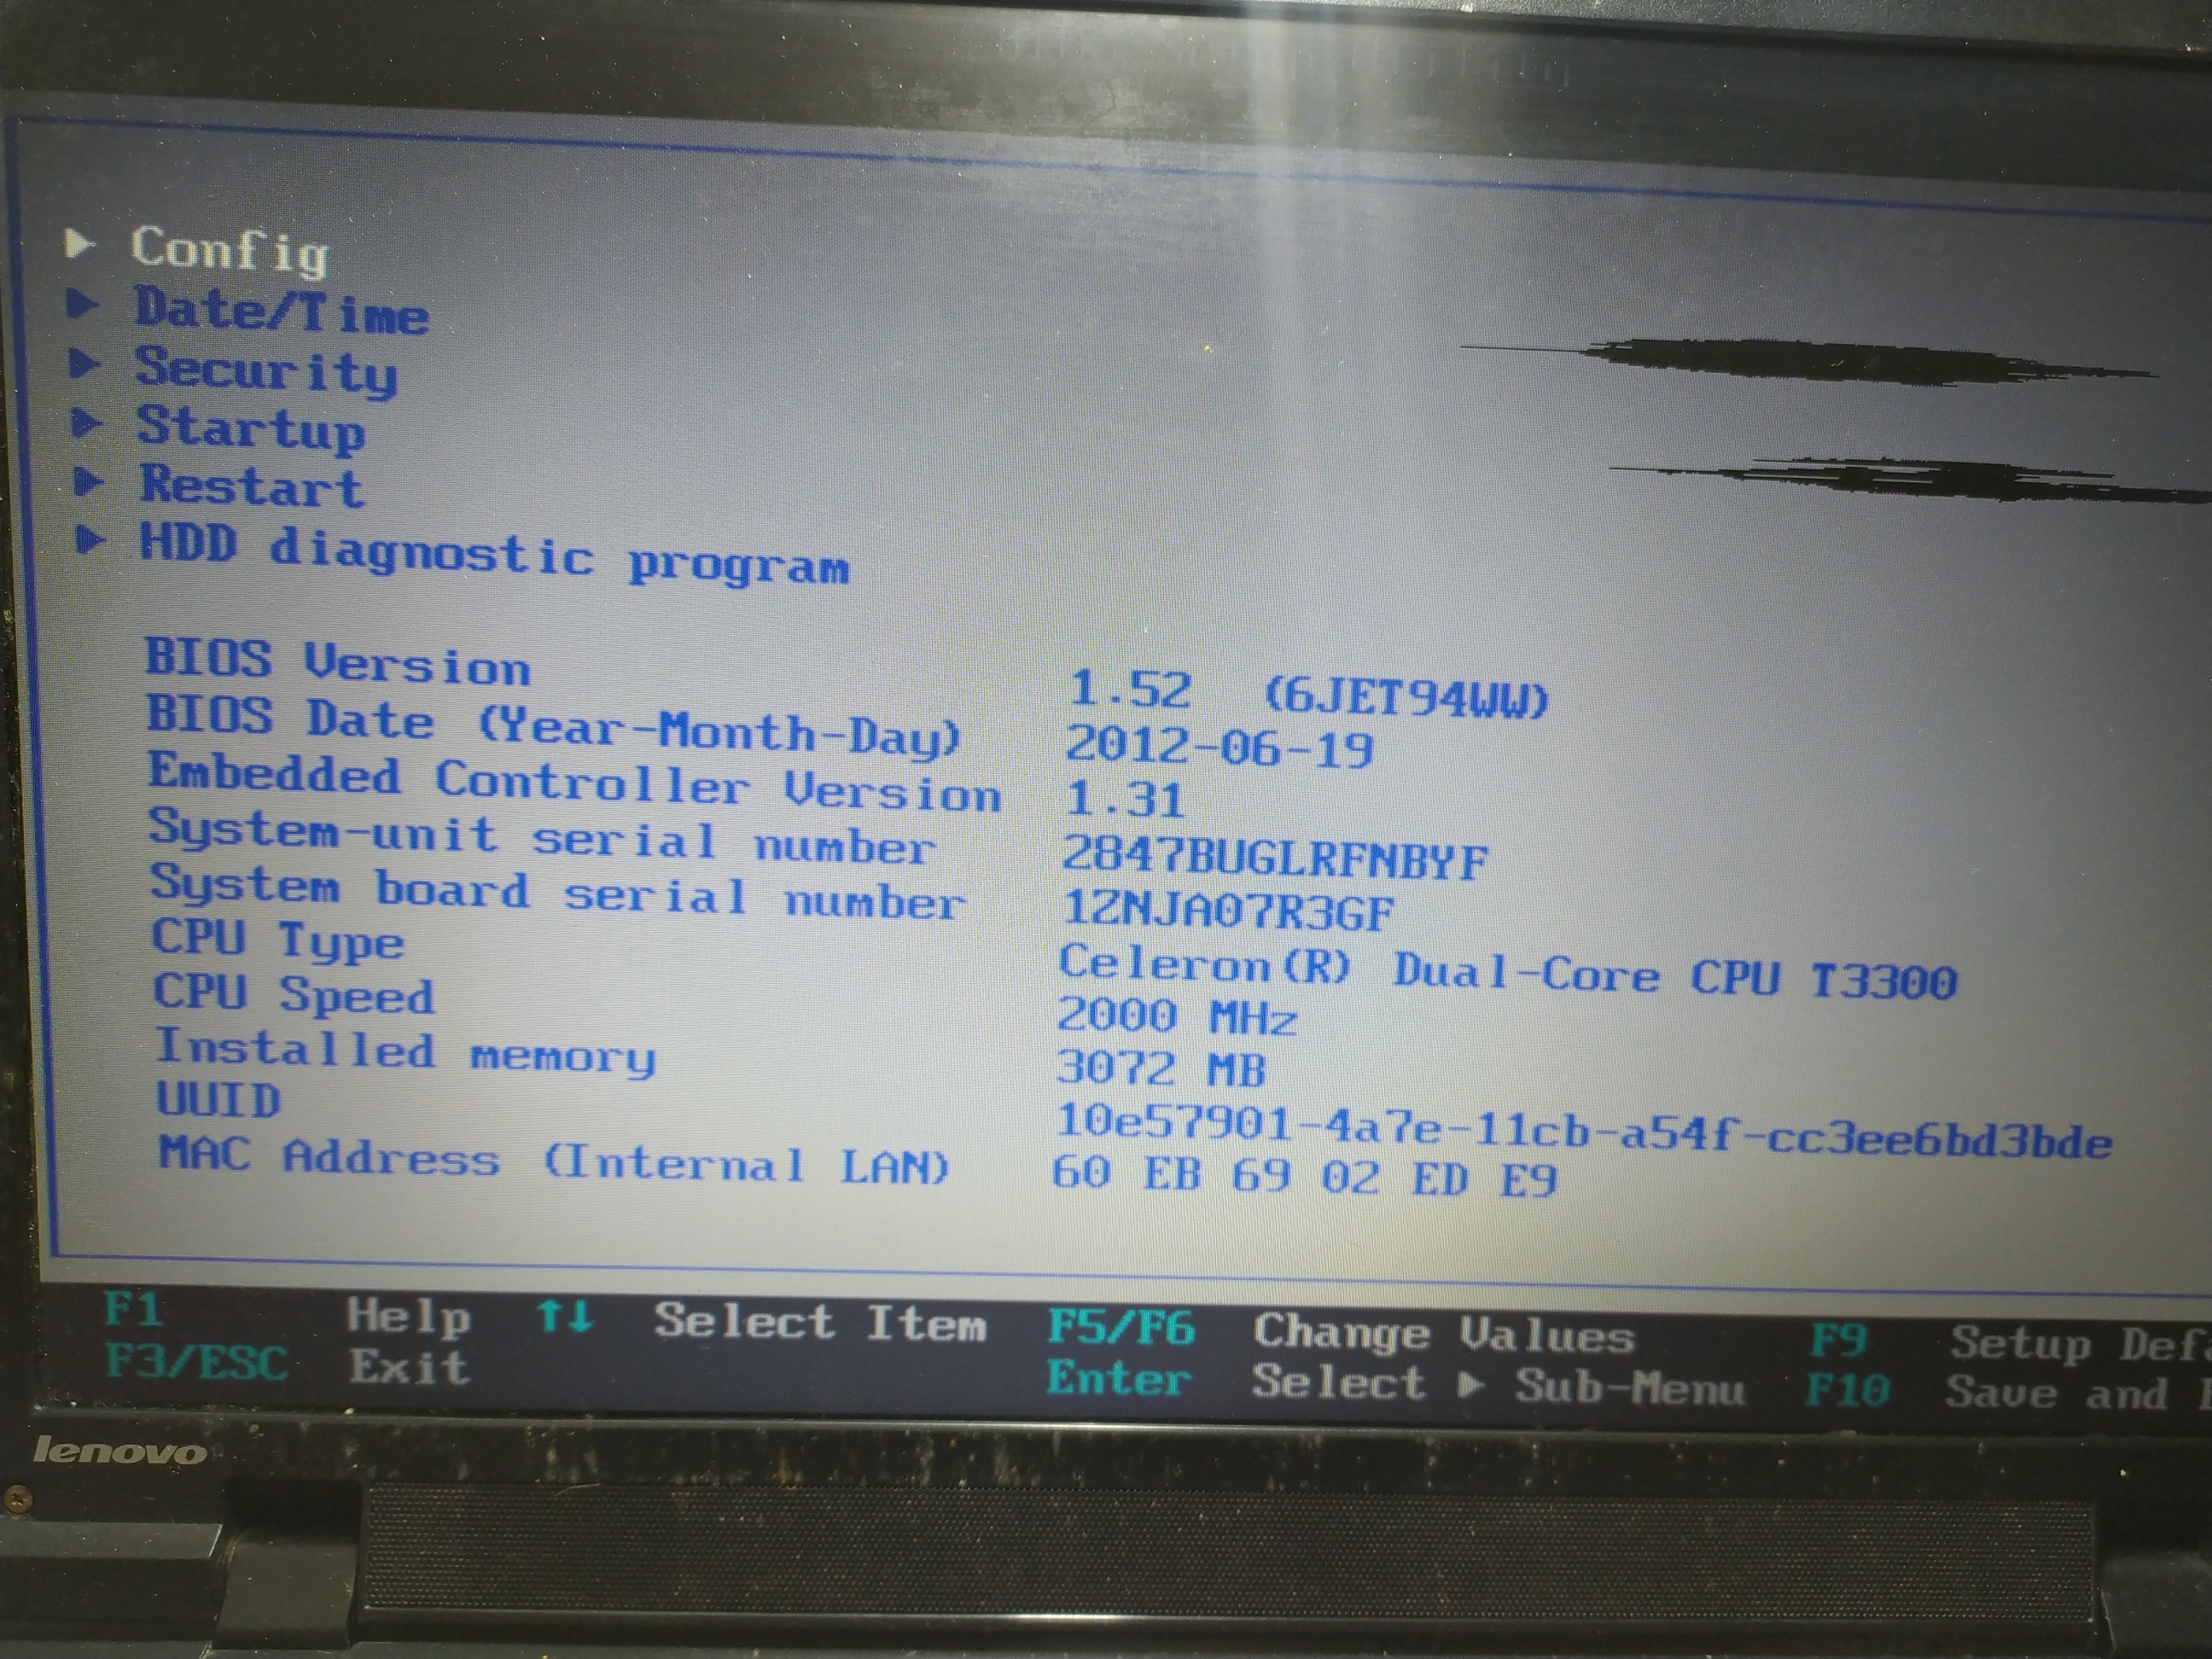 Config
Date/Time
Security
Startup
Restart
HDD diagnostic program
BIOS Version 1.52 (6JET94WW)
BIOS Date (Year-Month-Day) 2012-06-19
Embedded Controller Version 1.31
System-unit serial number 2847BUGLRFNBYF
System board serial number 1ZNJA07R3GF
CPU Type Celeron(R) Dual-Core CPU T3300
CPU Speed 2000 MHz
Installed memory 3072 MB
UUID 10e57901-4a7e-11cb-a54f-cc3ee6bd3bde
MAC Address (Internal LAN) 60 EB 69 02 ED E9
F1 Help ↑↓ Select Item F5/F6 Change Values F9 Setup
F3/ESC Exit Enter Select ▶ Sub-Menu F10 Save and
lenovo